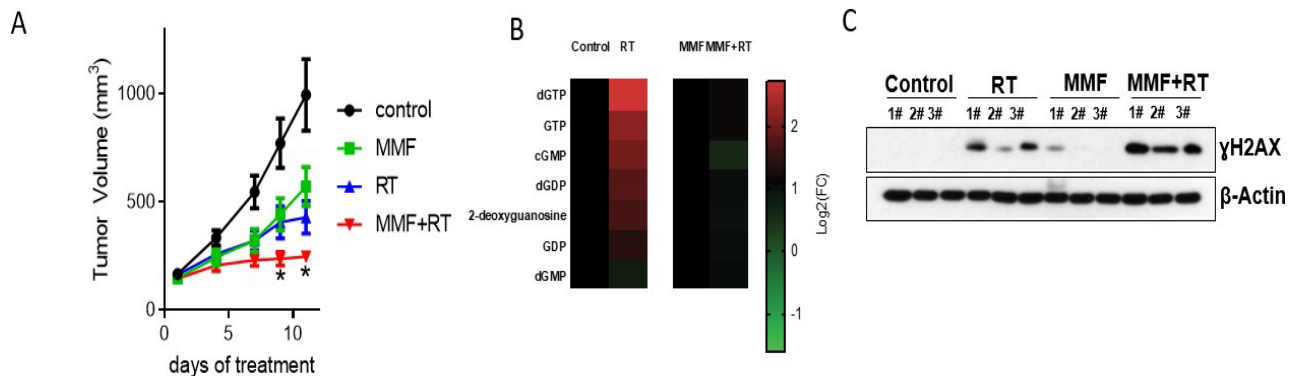 A
Tumor Volume (mm³)
1000
500
0
0 5 10
days of treatment
* *
control
MMF
RT
MMF+RT
B
Control RT MMF MMF+RT
dGTP
GTP
cGMP
dGDP
2-deoxyguanosine
GDP
dGMP
2
1
0
-1
Log2(FC)
C
Control RT MMF MMF+RT
1# 2# 3# 1# 2# 3# 1# 2# 3# 1# 2# 3#
ɣH2AX
β-Actin